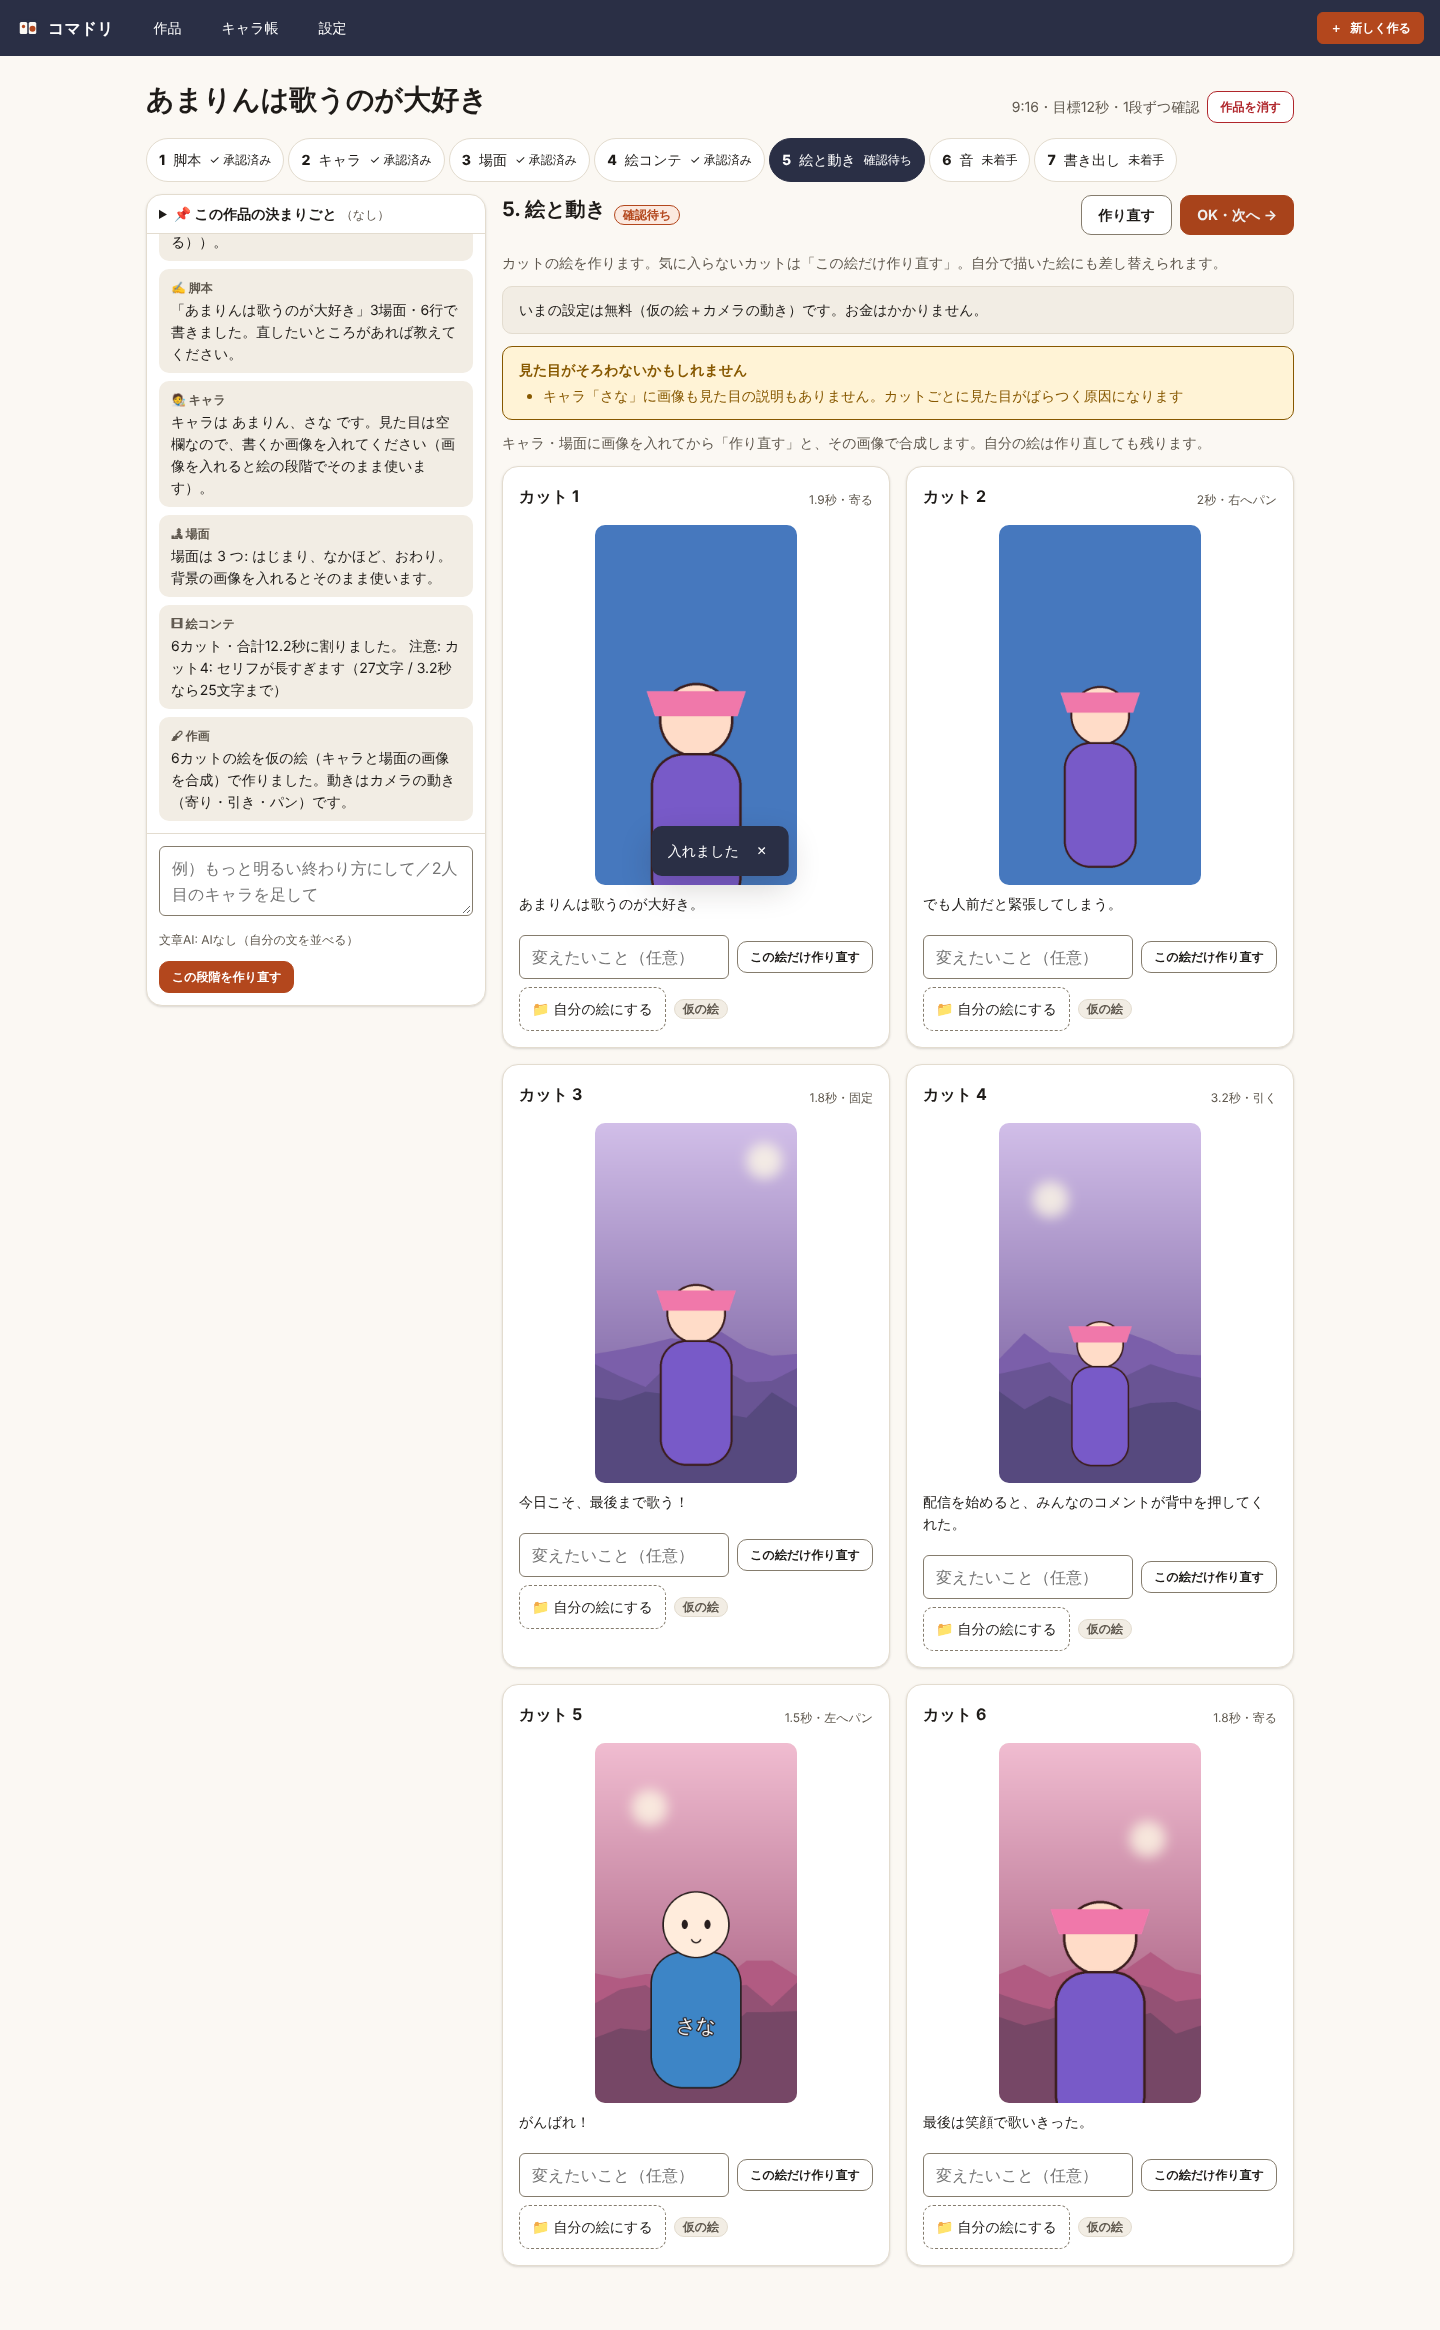 コマドリ 作品 キャラ帳 設定 + 新しく作る
あまりんは歌うのが大好き
9:16・目標12秒・1段ずつ確認 作品を消す
1 脚本 ✓ 承認済み 2 キャラ ✓ 承認済み 3 場面 ✓ 承認済み 4 絵コンテ ✓ 承認済み 5 絵と動き 確認待ち 6 音 未着手 7 書き出し 未着手
▶ 📌 この作品の決まりごと （なし）
る））。
✍ 脚本
「あまりんは歌うのが大好き」3場面・6行で
書きました。直したいところがあれば教えて
ください。
🧑‍🎨 キャラ
キャラは あまりん、さな です。見た目は空
欄なので、書くか画像を入れてください（画
像を入れると絵の段階でそのまま使いま
す）。
🏞 場面
場面は 3 つ: はじまり、なかほど、おわり。
背景の画像を入れるとそのまま使います。
🎞 絵コンテ
6カット・合計12.2秒に割りました。 注意: カ
ット4: セリフが長すぎます（27文字 / 3.2秒
なら25文字まで）
🖌 作画
6カットの絵を仮の絵（キャラと場面の画像
を合成）で作りました。動きはカメラの動き
（寄り・引き・パン）です。
例）もっと明るい終わり方にして／2人
目のキャラを足して
文章AI: AIなし（自分の文を並べる）
この段階を作り直す
5. 絵と動き 確認待ち
作り直す OK・次へ →
カットの絵を作ります。気に入らないカットは「この絵だけ作り直す」。自分で描いた絵にも差し替えられます。
いまの設定は無料（仮の絵＋カメラの動き）です。お金はかかりません。
見た目がそろわないかもしれません
• キャラ「さな」に画像も見た目の説明もありません。カットごとに見た目がばらつく原因になります
キャラ・場面に画像を入れてから「作り直す」と、その画像で合成します。自分の絵は作り直しても残ります。
カット 1 1.9秒・寄る
入れました ×
あまりんは歌うのが大好き。
変えたいこと（任意） この絵だけ作り直す
📁 自分の絵にする 仮の絵
カット 2 2秒・右へパン
でも人前だと緊張してしまう。
変えたいこと（任意） この絵だけ作り直す
📁 自分の絵にする 仮の絵
カット 3 1.8秒・固定
今日こそ、最後まで歌う！
変えたいこと（任意） この絵だけ作り直す
📁 自分の絵にする 仮の絵
カット 4 3.2秒・引く
配信を始めると、みんなのコメントが背中を押してく
れた。
変えたいこと（任意） この絵だけ作り直す
📁 自分の絵にする 仮の絵
カット 5 1.5秒・左へパン
さな
がんばれ！
変えたいこと（任意） この絵だけ作り直す
📁 自分の絵にする 仮の絵
カット 6 1.8秒・寄る
最後は笑顔で歌いきった。
変えたいこと（任意） この絵だけ作り直す
📁 自分の絵にする 仮の絵